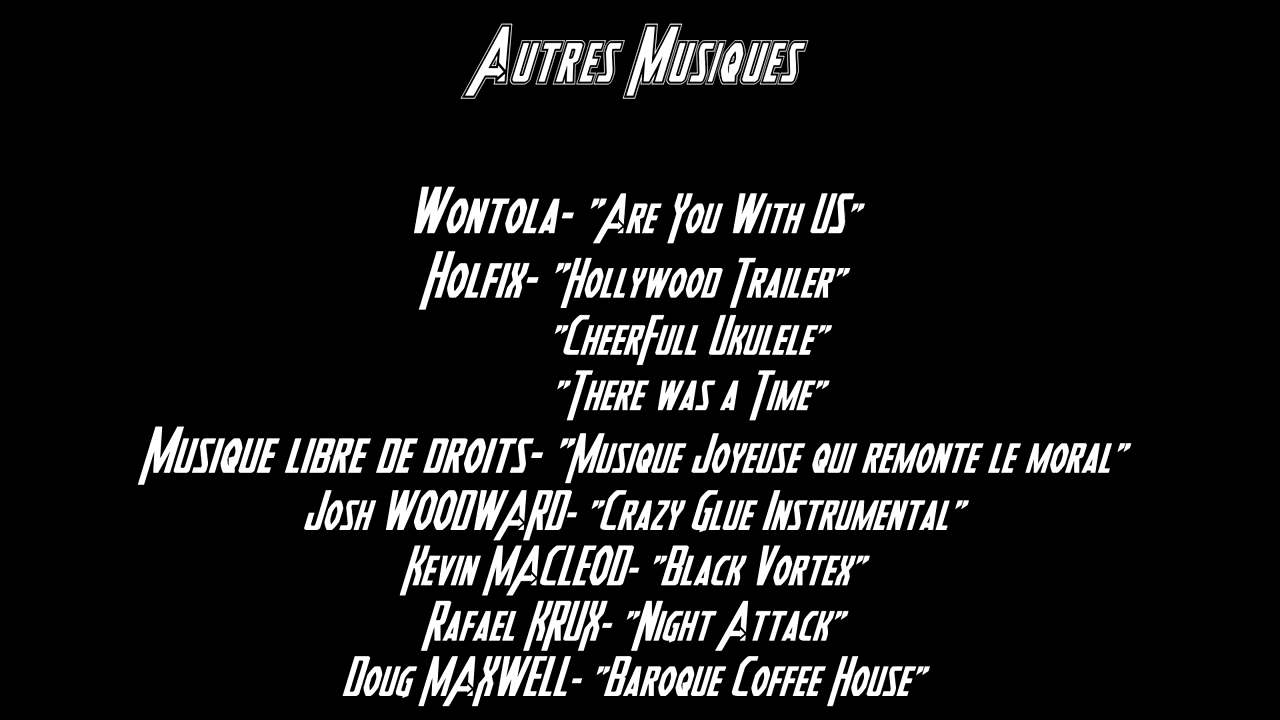 Autres Musiques
Wontola- "Are You With US"
Holfix- "Hollywood Trailer"
"CheerFull Ukulele"
"There was a Time"
Musique libre de droits- "Musique Joyeuse qui remonte le moral"
Josh WOODWARD- "Crazy Glue Instrumental"
Kevin MACLEOD- "Black Vortex"
Rafael KRUX- "Night Attack"
Doug MAXWELL- "Baroque Coffee House"